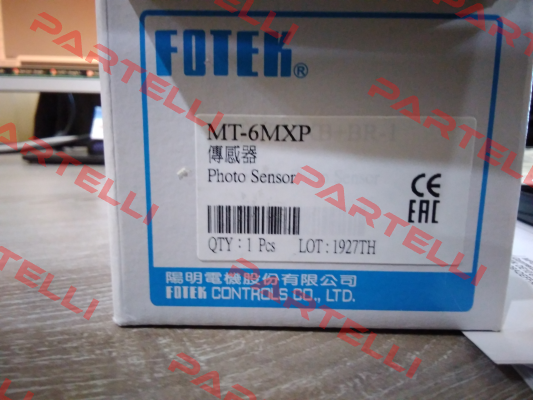 FOTEK®
MT-6MXP
傳感器
Photo Sensor
CE
EAC
QTY：1 Pcs LOT : 1927TH
陽明電機股份有限公司
FOTEK CONTROLS CO., LTD.
PARTELLI
PARTELLI
PARTELLI
PARTELLI
PARTELLI